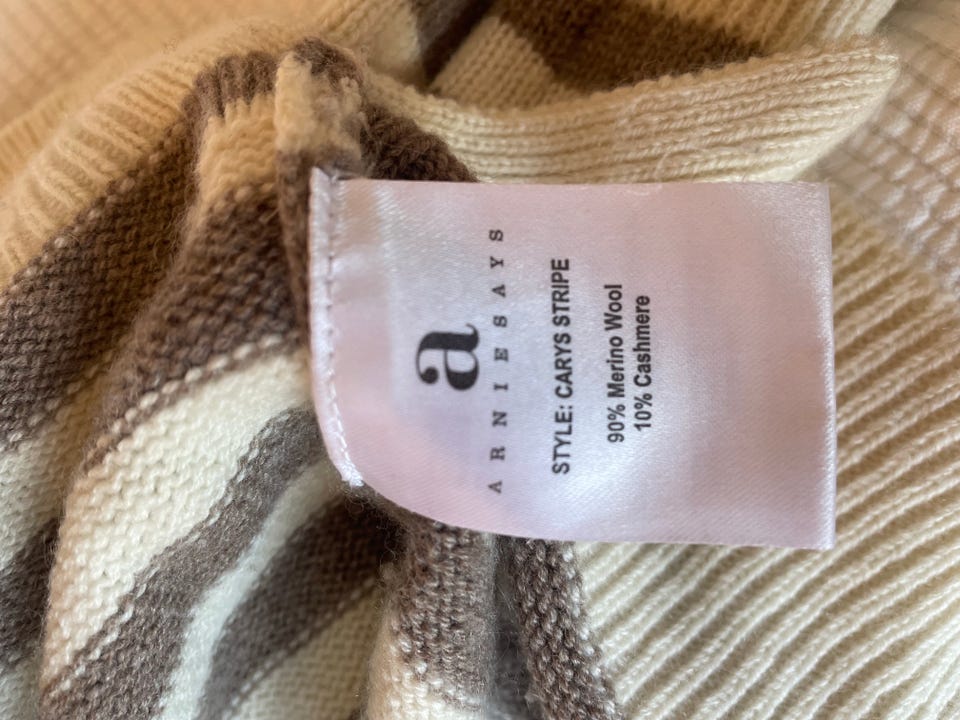 a
ARNIESAYS
STYLE: CARYS STRIPE
90% Merino Wool
10% Cashmere